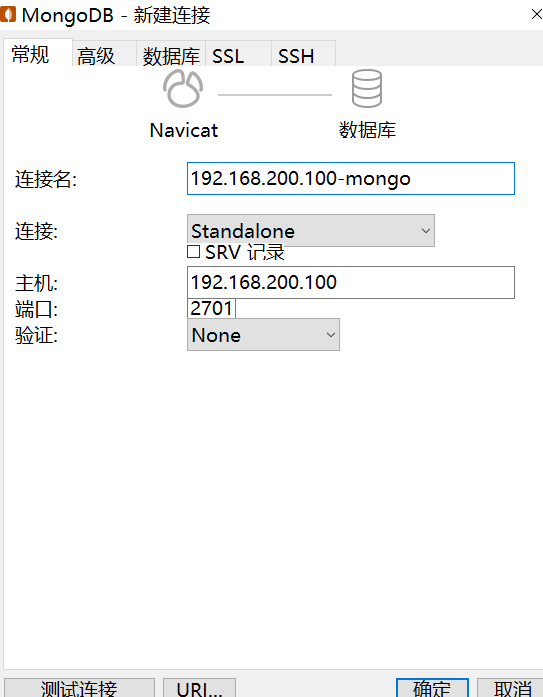 MongoDB - 新建连接
常规 高级 数据库 SSL SSH
Navicat 数据库
连接名: 192.168.200.100-mongo
连接: Standalone
SRV 记录
主机: 192.168.200.100
端口: 2701
验证: None
测试连接 URI... 确定 取消